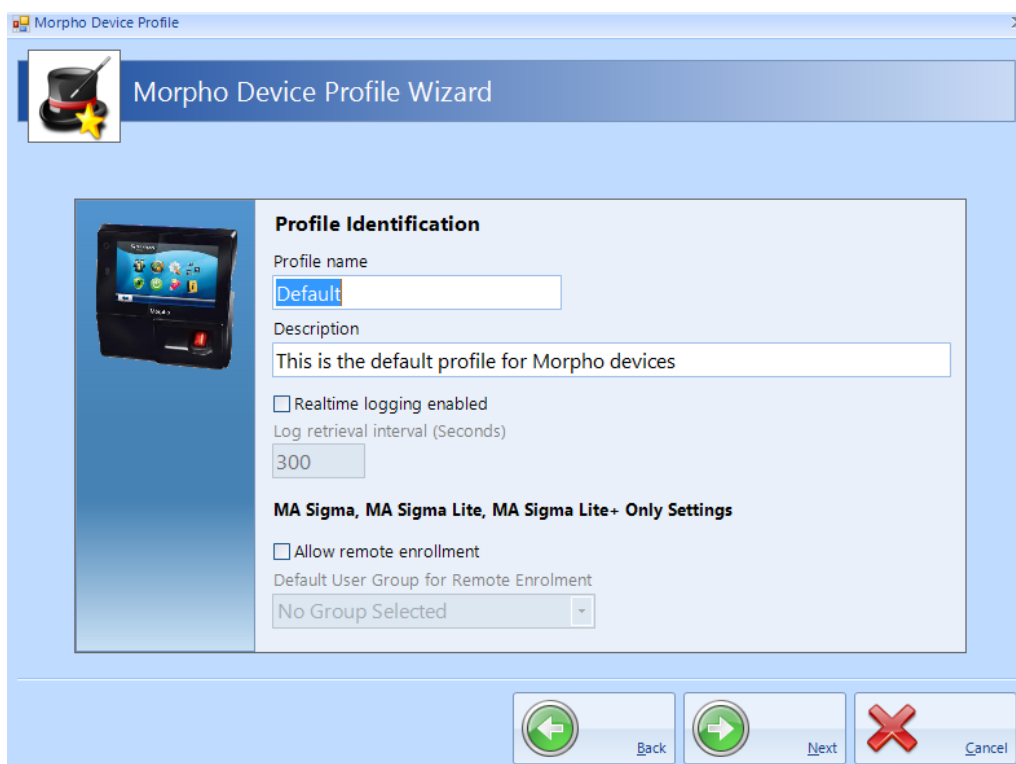 Morpho Device Profile
Morpho Device Profile Wizard
Profile Identification
Profile name
Default
Description
This is the default profile for Morpho devices
Realtime logging enabled
Log retrieval interval (Seconds)
300
MA Sigma, MA Sigma Lite, MA Sigma Lite+ Only Settings
Allow remote enrollment
Default User Group for Remote Enrolment
No Group Selected
Back
Next
Cancel